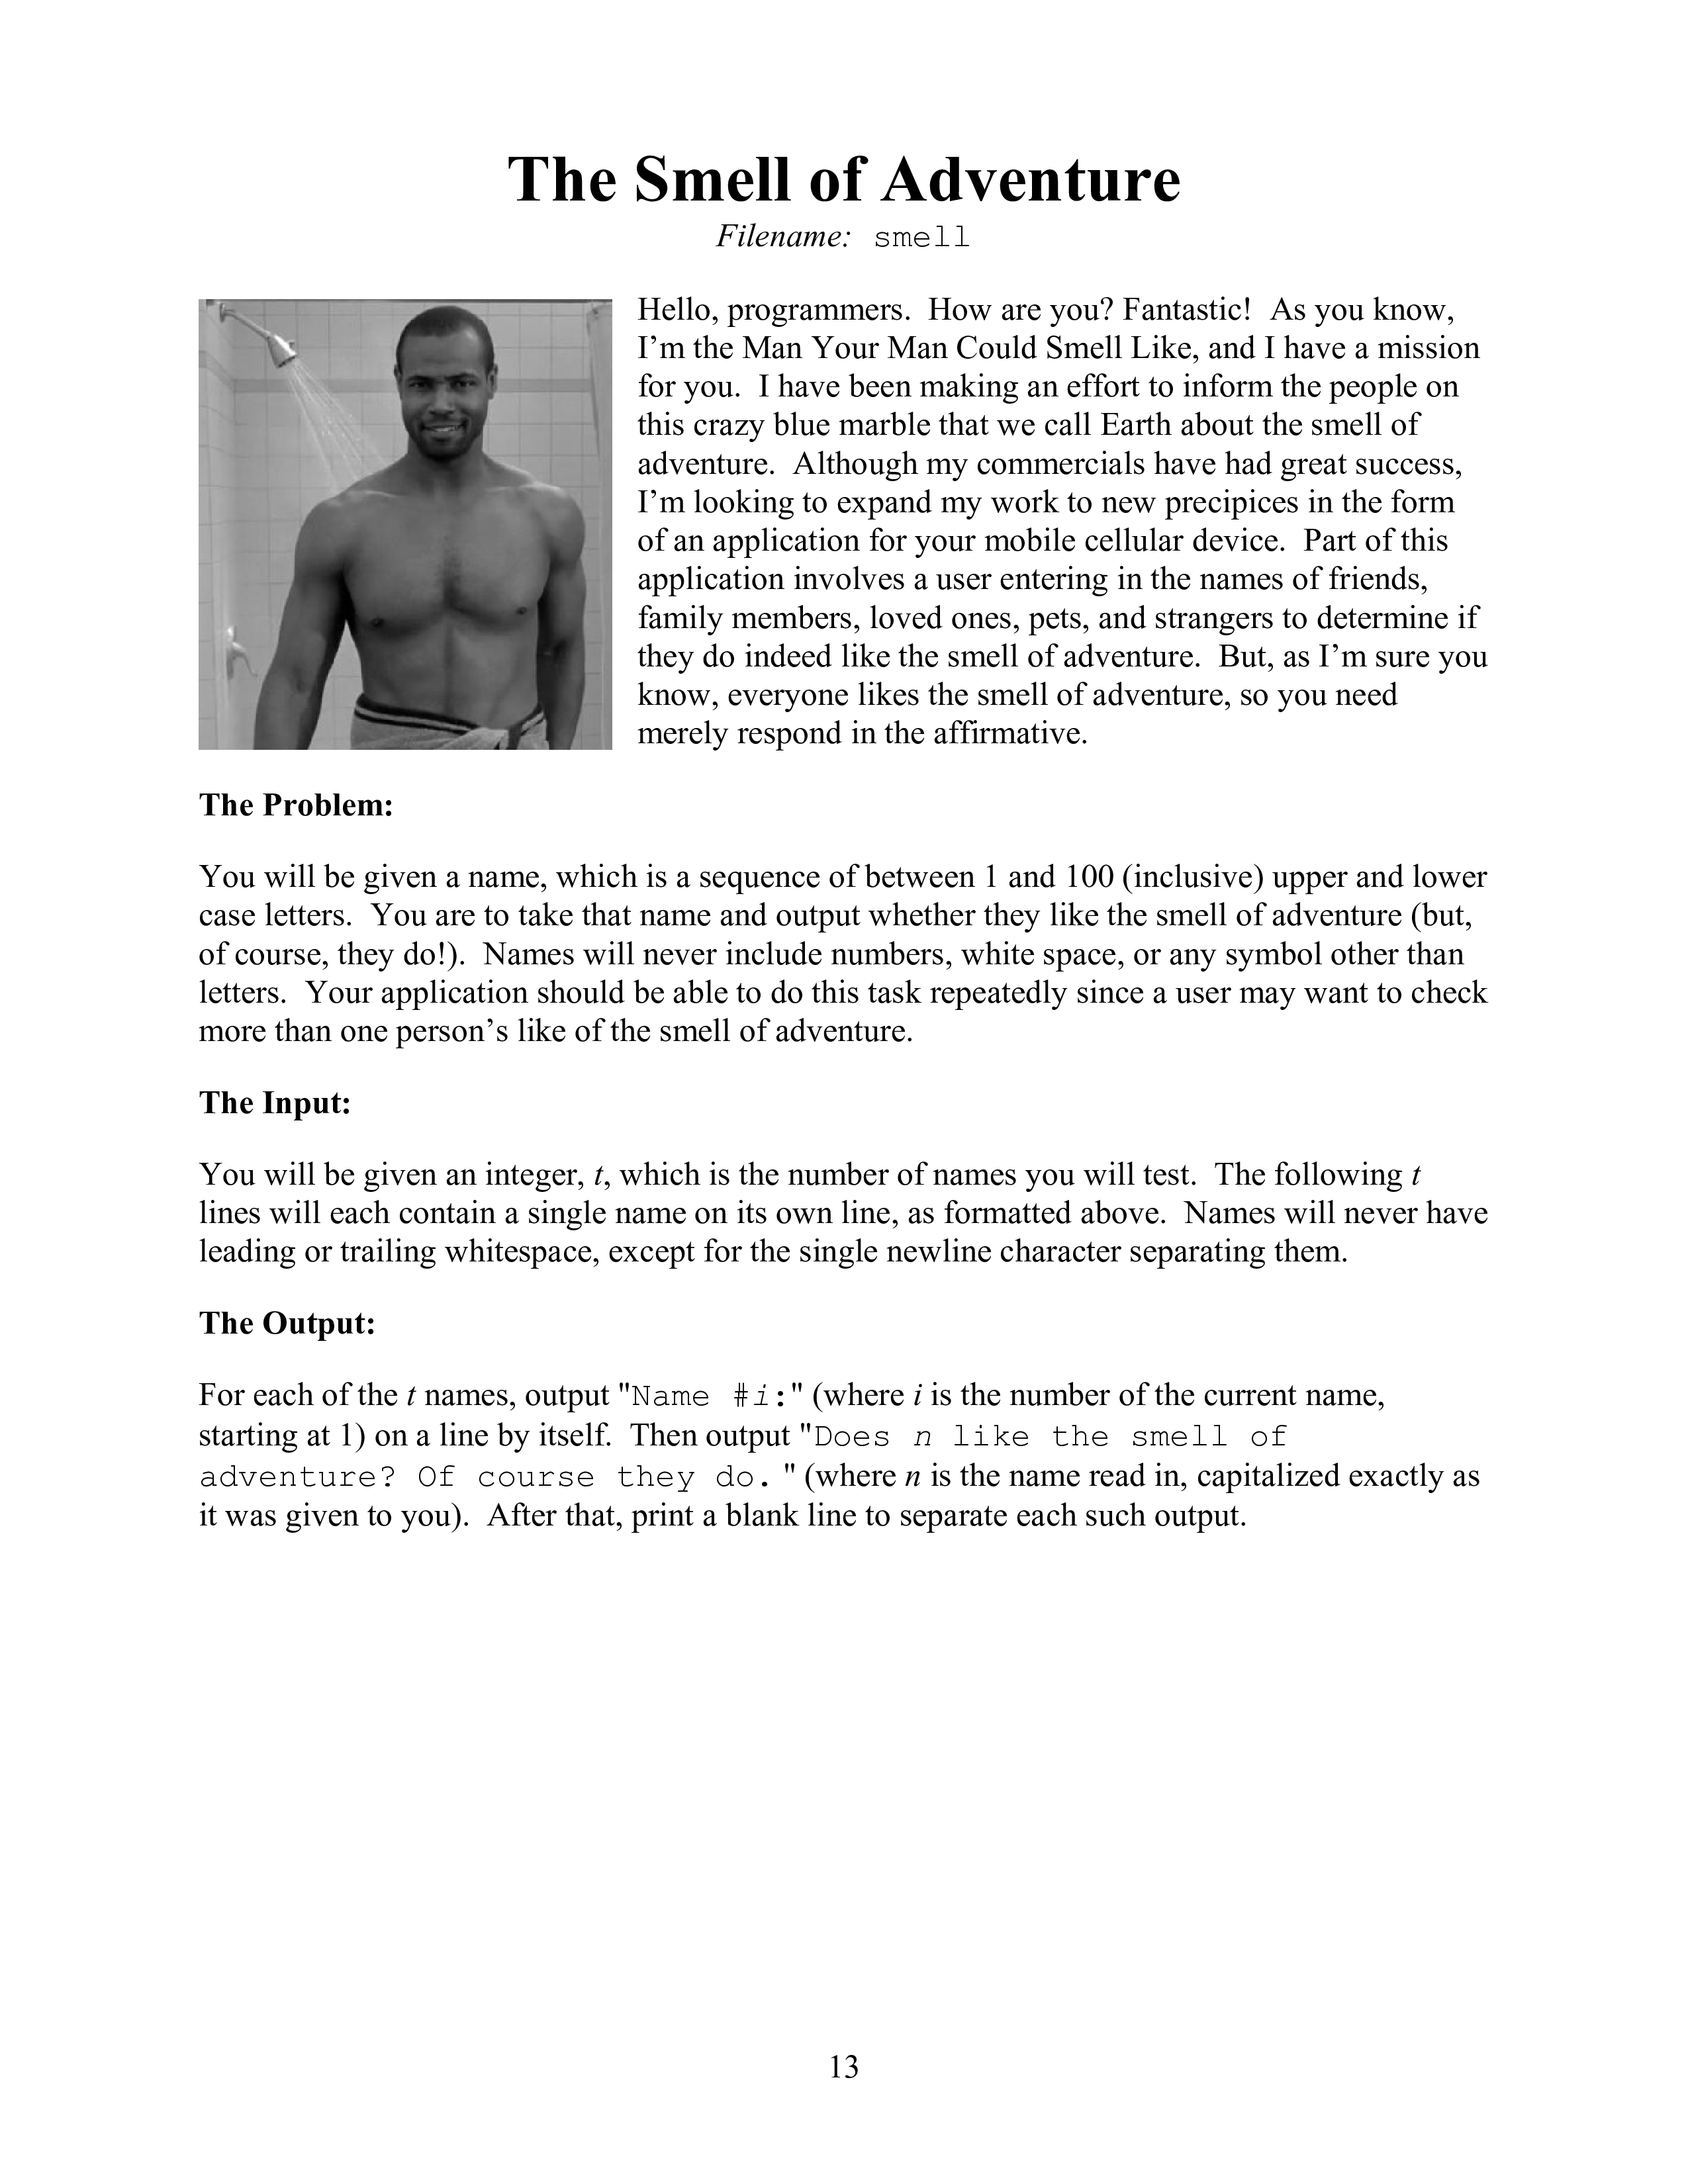 The Smell of Adventure
Filename: smell
Hello, programmers. How are you? Fantastic! As you know,
I'm the Man Your Man Could Smell Like, and I have a mission
for you. I have been making an effort to inform the people on
this crazy blue marble that we call Earth about the smell of
adventure. Although my commercials have had great success,
I'm looking to expand my work to new precipices in the form
of an application for your mobile cellular device. Part of this
application involves a user entering in the names of friends,
family members, loved ones, pets, and strangers to determine if
they do indeed like the smell of adventure. But, as I'm sure you
know, everyone likes the smell of adventure, so you need
merely respond in the affirmative.
The Problem:
You will be given a name, which is a sequence of between 1 and 100 (inclusive) upper and lower
case letters. You are to take that name and output whether they like the smell of adventure (but,
of course, they do!). Names will never include numbers, white space, or any symbol other than
letters. Your application should be able to do this task repeatedly since a user may want to check
more than one person's like of the smell of adventure.
The Input:
You will be given an integer, t, which is the number of names you will test. The following t
lines will each contain a single name on its own line, as formatted above. Names will never have
leading or trailing whitespace, except for the single newline character separating them.
The Output:
For each of the t names, output "Name #i:" (where i is the number of the current name,
starting at 1) on a line by itself. Then output "Does n like the smell of
adventure? Of course they do. " (where n is the name read in, capitalized exactly as
it was given to you). After that, print a blank line to separate each such output.
13